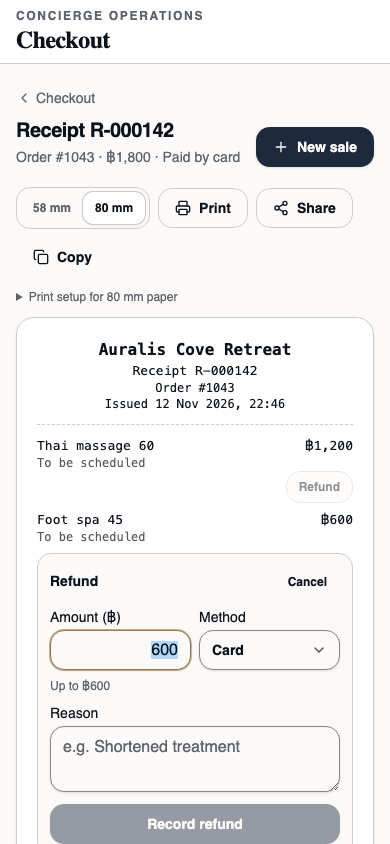 CONCIERGE OPERATIONS
Checkout
Checkout
Receipt R-000142
Order #1043 · ฿1,800 · Paid by card
New sale
58 mm
80 mm
Print
Share
Copy
Print setup for 80 mm paper
Auralis Cove Retreat
Receipt R-000142
Order #1043
Issued 12 Nov 2026, 22:46
Thai massage 60 ฿1,200
To be scheduled
Refund
Foot spa 45 ฿600
To be scheduled
Refund
Cancel
Amount (฿)
Method
600
Card
Up to ฿600
Reason
e.g. Shortened treatment
Record refund